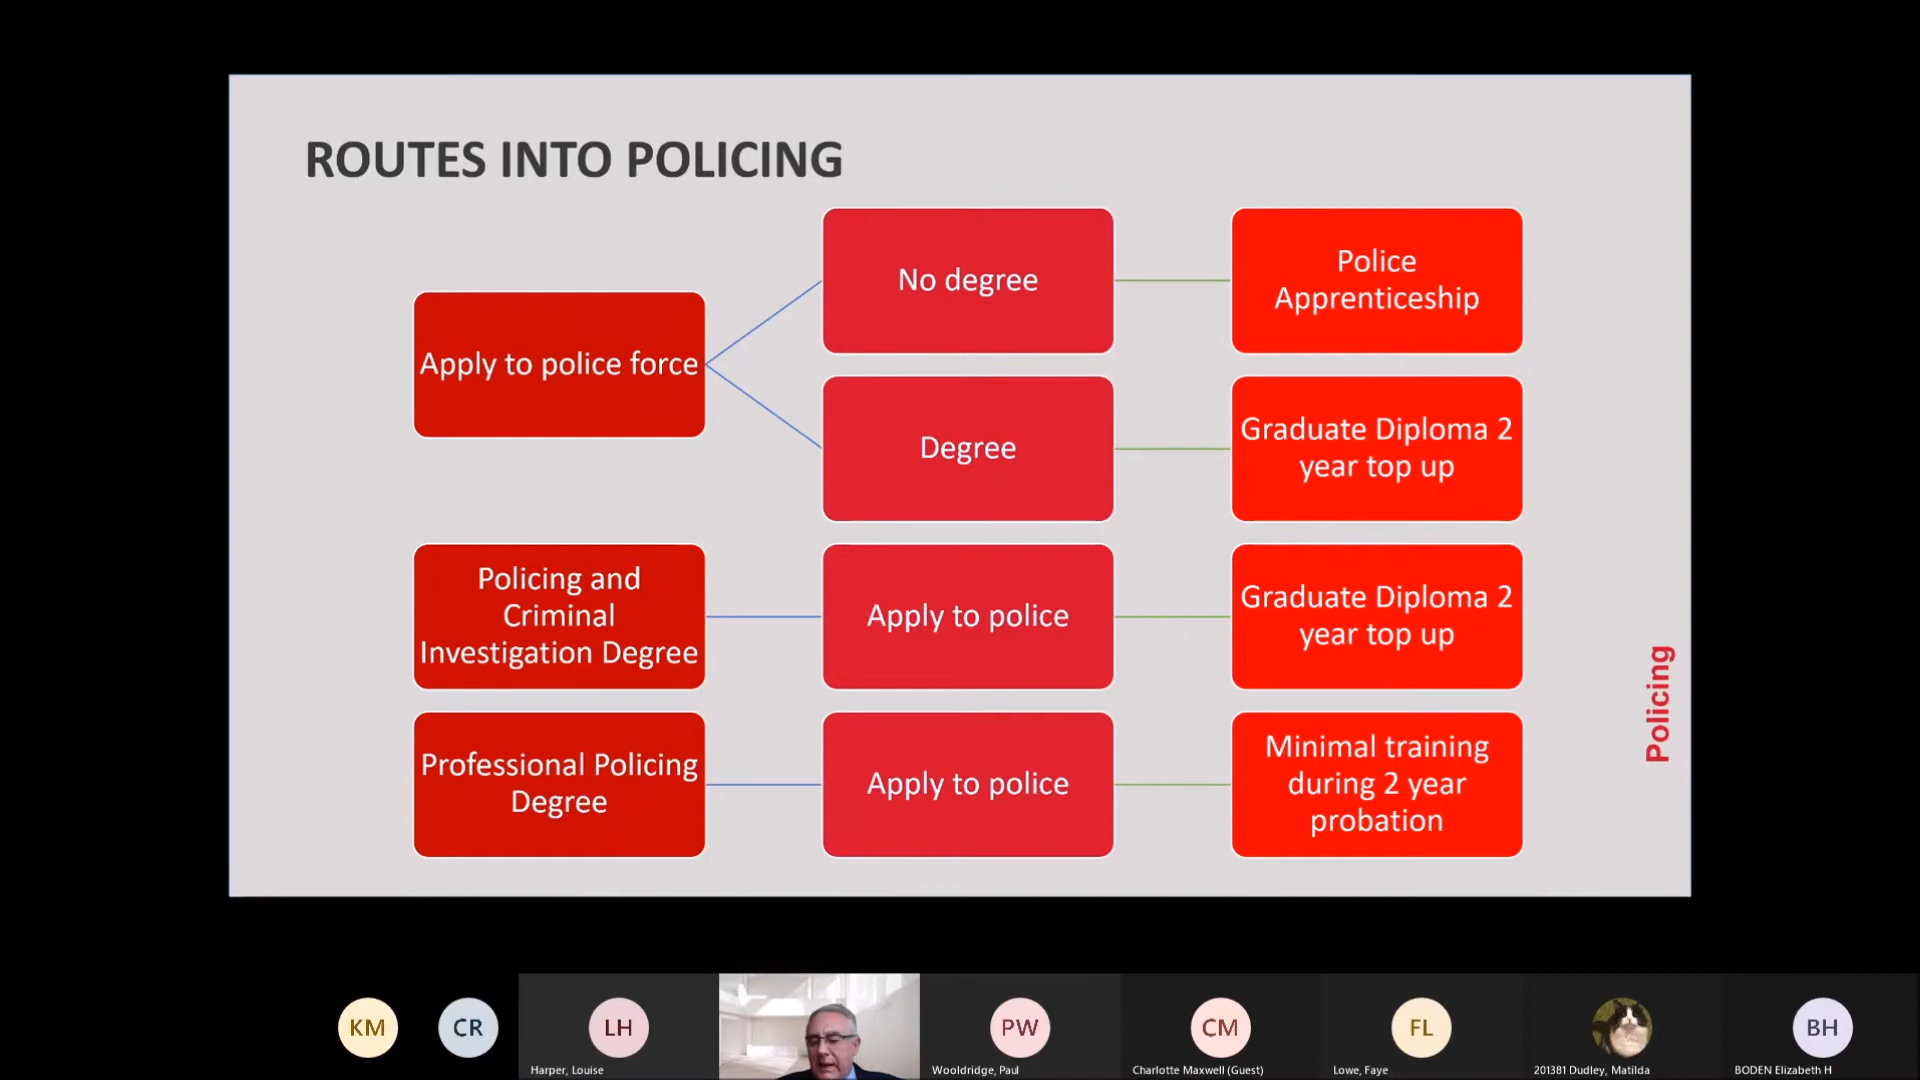 ROUTES INTO POLICING
No degree
Police
Apprenticeship
Apply to police force
Degree
Graduate Diploma 2
year top up
Policing and
Criminal
Investigation Degree
Apply to police
Graduate Diploma 2
year top up
Professional Policing
Degree
Apply to police
Minimal training
during 2 year
probation
Policing
KM
CR
LH
Harper, Louise
PW
Wooldridge, Paul
CM
Charlotte Maxwell (Guest)
FL
Lowe, Faye
201381 Dudley, Matilda
BH
BODEN Elizabeth H